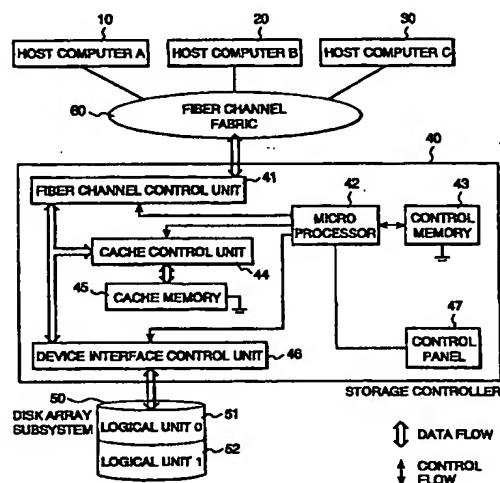 10
20
30
HOST COMPUTER A
HOST COMPUTER B
HOST COMPUTER C
60
FIBER CHANNEL
FABRIC
40
41
FIBER CHANNEL CONTROL UNIT
42
43
MICRO
PROCESSOR
CONTROL
MEMORY
CACHE CONTROL UNIT
44
45
CACHE MEMORY
47
CONTROL
PANEL
DEVICE INTERFACE CONTROL UNIT
46
STORAGE CONTROLLER
50
51
DISK ARRAY
SUBSYSTEM
LOGICAL UNIT 0
52
LOGICAL UNIT 1
DATA FLOW
CONTROL
FLOW